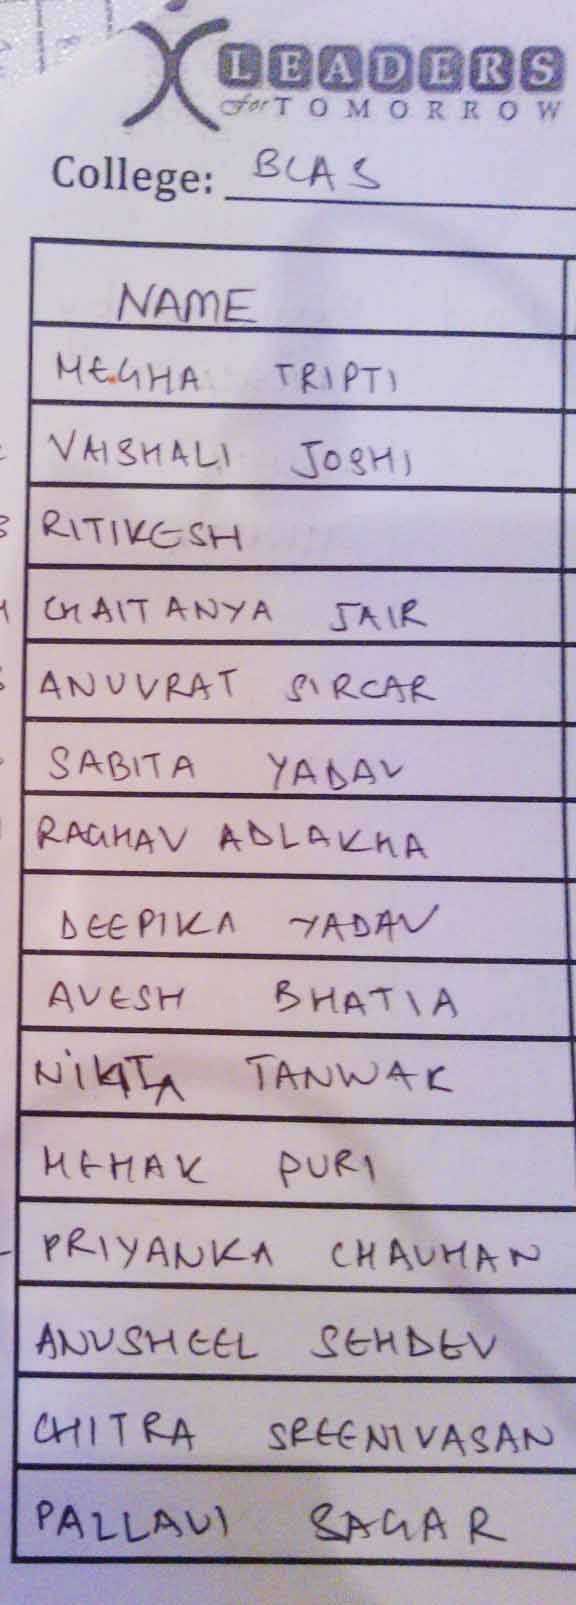 LEADERS
for TOMORROW
College: BCAS
NAME
MEGHA TRIPTI
VAISHALI JOSHI
RITIKESH
CHAITANYA JAIR
ANUVRAT SIRCAR
SABITA YADAV
RAGHAV ADLAKHA
DEEPIKA YADAV
AVESH BHATIA
NIKITA TANWAR
MEHAK PURI
PRIYANKA CHAUHAN
ANUSHEEL SEHDEV
CHITRA SREENIVASAN
PALLAVI SAGAR